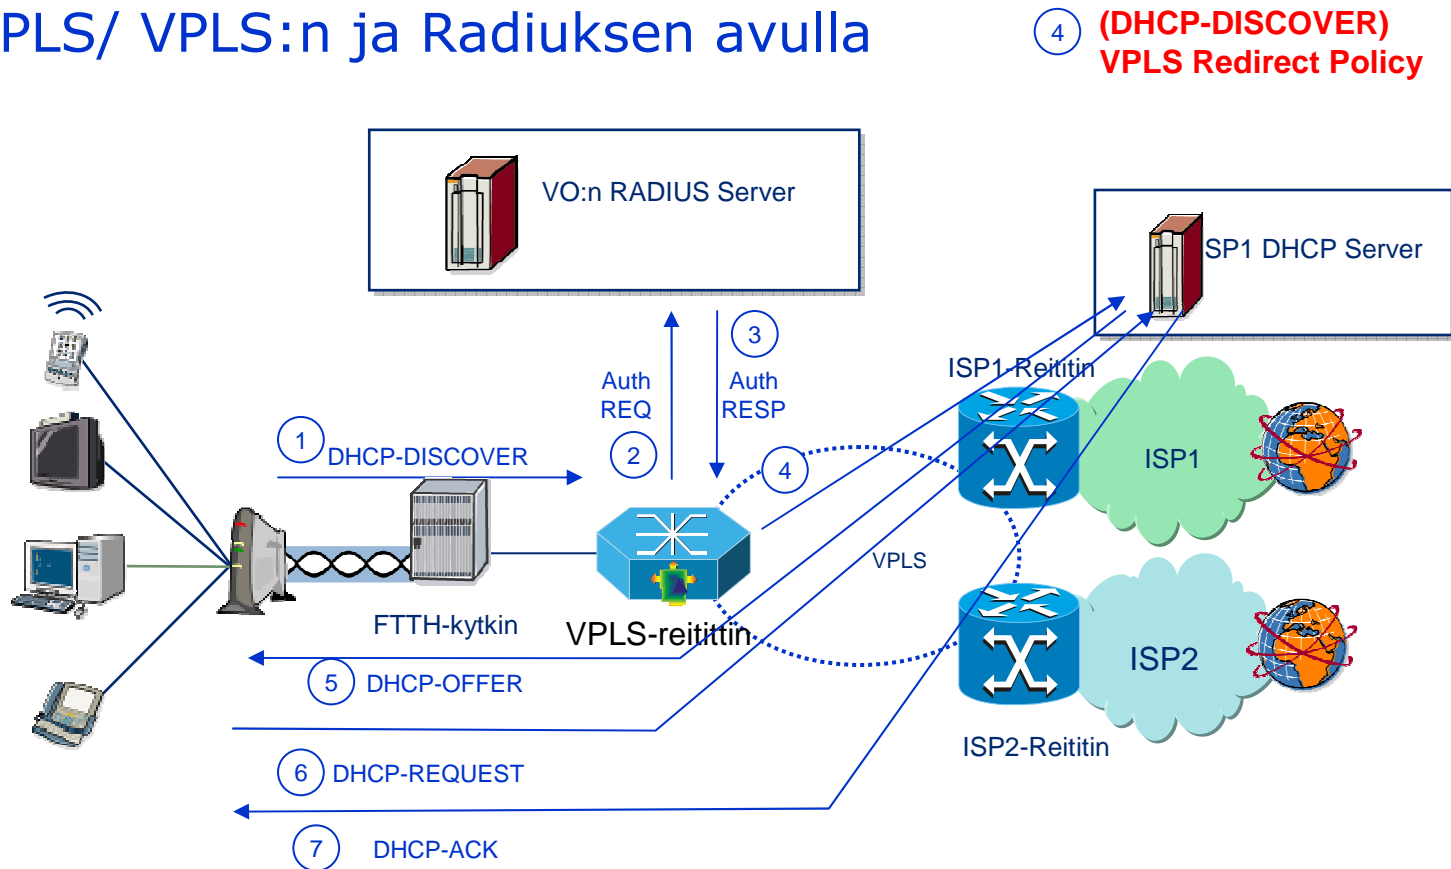 PLS/ VPLS:n ja Radiuksen avulla
4
(DHCP-DISCOVER)
VPLS Redirect Policy
VO:n RADIUS Server
SP1 DHCP Server
3
Auth
REQ
Auth
RESP
ISP1-Reititin
1
DHCP-DISCOVER
2
4
ISP1
VPLS
FTTH-kytkin
VPLS-reitittin
ISP2
5
DHCP-OFFER
ISP2-Reititin
6
DHCP-REQUEST
7
DHCP-ACK